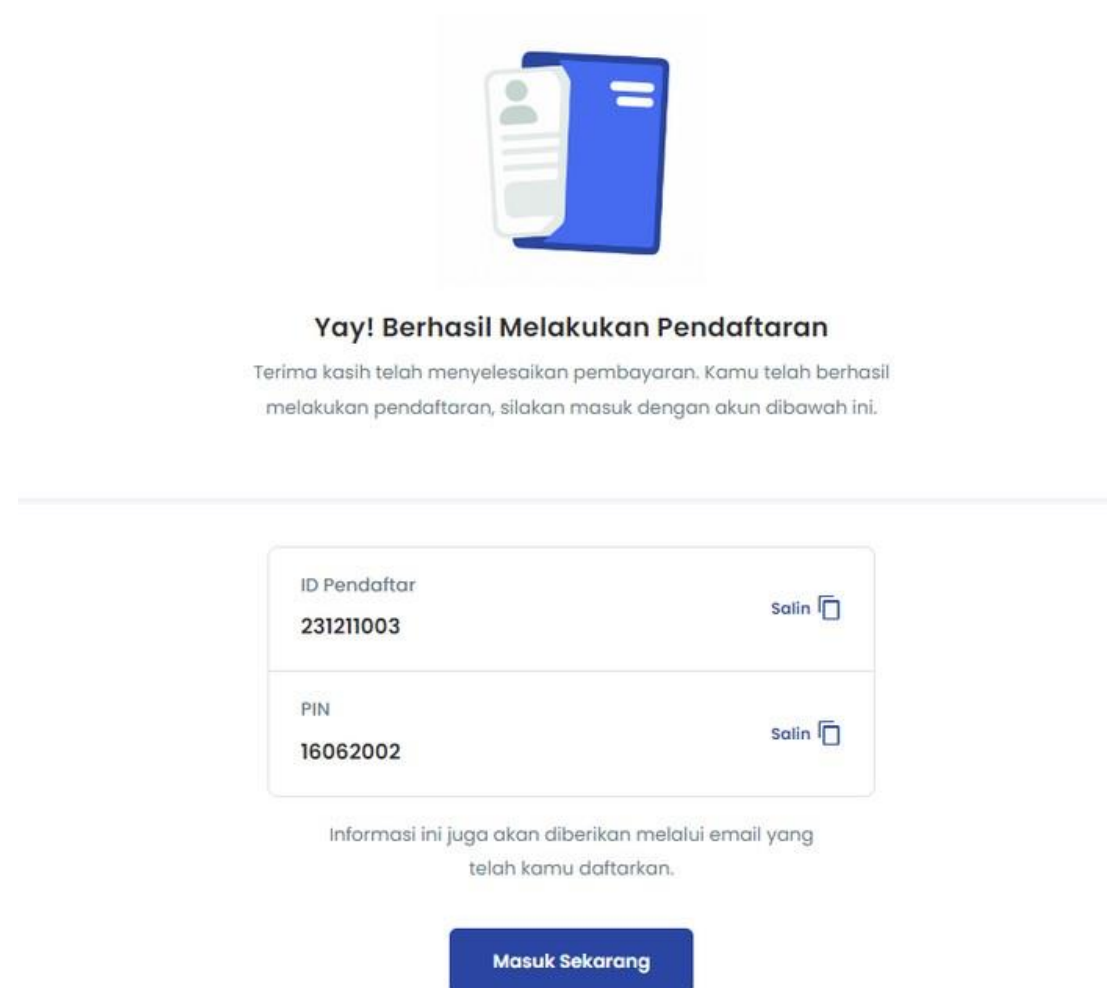 Yay! Berhasil Melakukan Pendaftaran
Terima kasih telah menyelesaikan pembayaran. Kamu telah berhasil
melakukan pendaftaran, silakan masuk dengan akun dibawah ini.
ID Pendaftar
231211003
Salin
PIN
16062002
Salin
Informasi ini juga akan diberikan melalui email yang
telah kamu daftarkan.
Masuk Sekarang